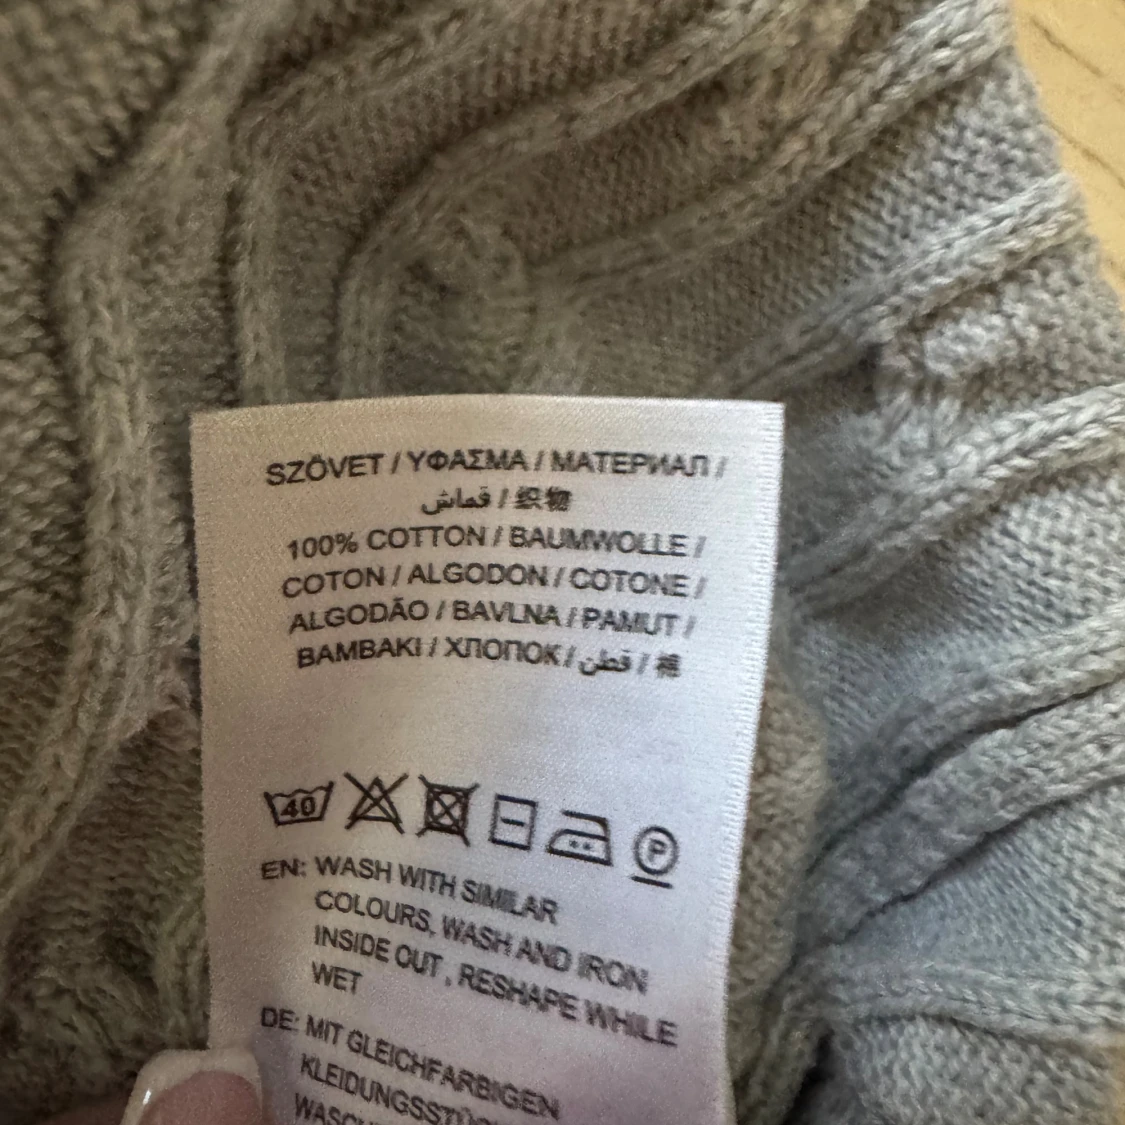 SZÖVET / ΥΦΑΣΜΑ / МАТЕРИАЛ /
قماش / 织物
100% COTTON / BAUMWOLLE /
COTON / ALGODON / COTONE /
ALGODÃO / BAVLNA / PAMUT /
BAMBAKI / ХЛОПОК / قطن / 棉
40
P
EN: WASH WITH SIMILAR
COLOURS, WASH AND IRON
INSIDE OUT , RESHAPE WHILE
WET
DE: MIT GLEICHFARBIGEN